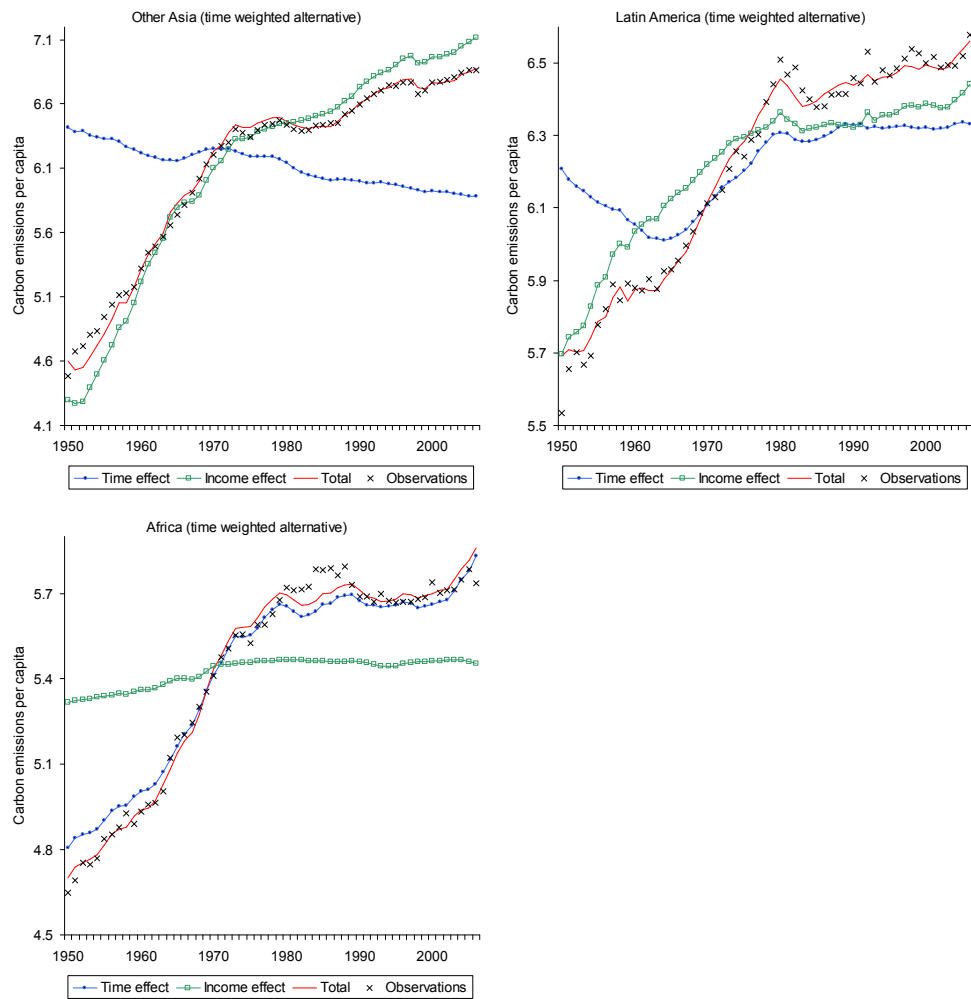 Other Asia (time weighted alternative)
Carbon emissions per capita
7.1
6.6
6.1
5.6
5.1
4.6
4.1
1950 1960 1970 1980 1990 2000
Time effect Income effect Total Observations
Latin America (time weighted alternative)
Carbon emissions per capita
6.5
6.3
6.1
5.9
5.7
5.5
1950 1960 1970 1980 1990 2000
Time effect Income effect Total Observations
Africa (time weighted alternative)
Carbon emissions per capita
5.7
5.4
5.1
4.8
4.5
1950 1960 1970 1980 1990 2000
Time effect Income effect Total Observations